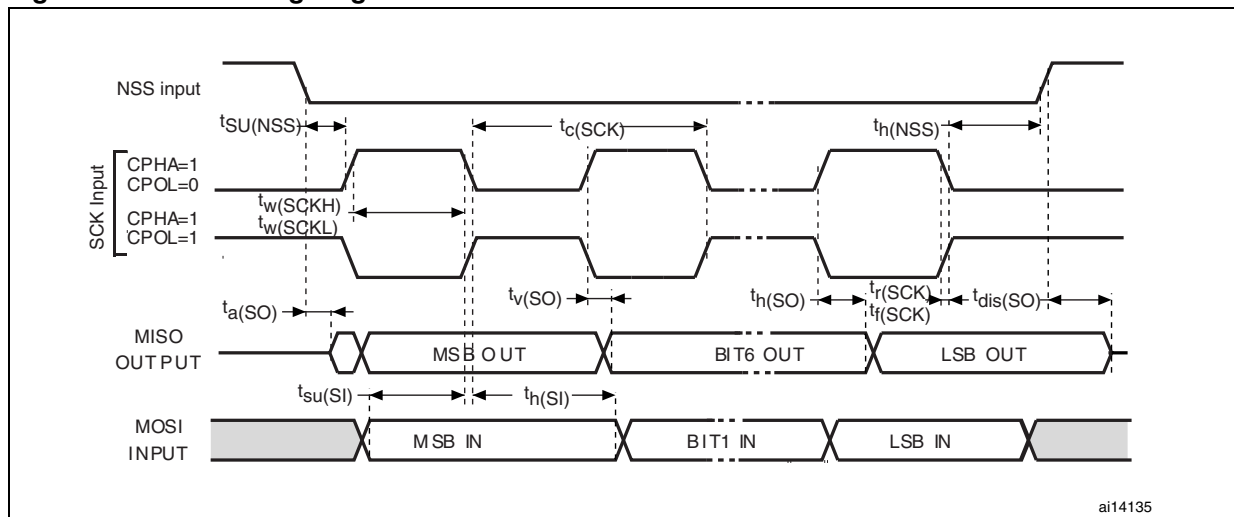 NSS input
tSU(NSS)
tc(SCK)
th(NSS)
SCK Input
CPHA=1
CPOL=0
tw(SCKH)
tw(SCKL)
CPHA=1
CPOL=1
ta(SO)
tv(SO)
th(SO)
tr(SCK)
tf(SCK)
tdis(SO)
MISO
OUTPUT
MSB OUT
BIT6 OUT
LSB OUT
tsu(SI)
th(SI)
MOSI
INPUT
MSB IN
BIT1 IN
LSB IN
ai14135